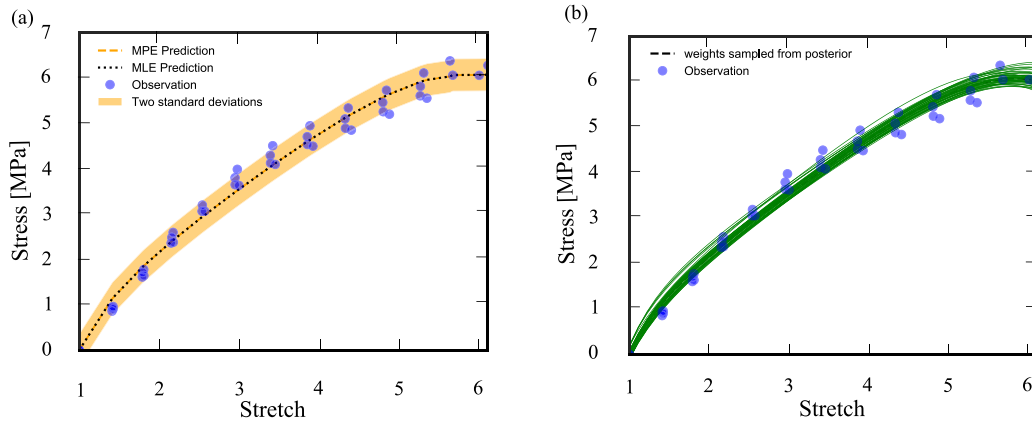 (a)
7
6
5
4
3
2
1
0
Stress [MPa]
MPE Prediction
MLE Prediction
Observation
Two standard deviations
1 2 3 4 5 6
Stretch
(b)
7
6
5
4
3
2
1
0
Stress [MPa]
weights sampled from posterior
Observation
1 2 3 4 5 6
Stretch